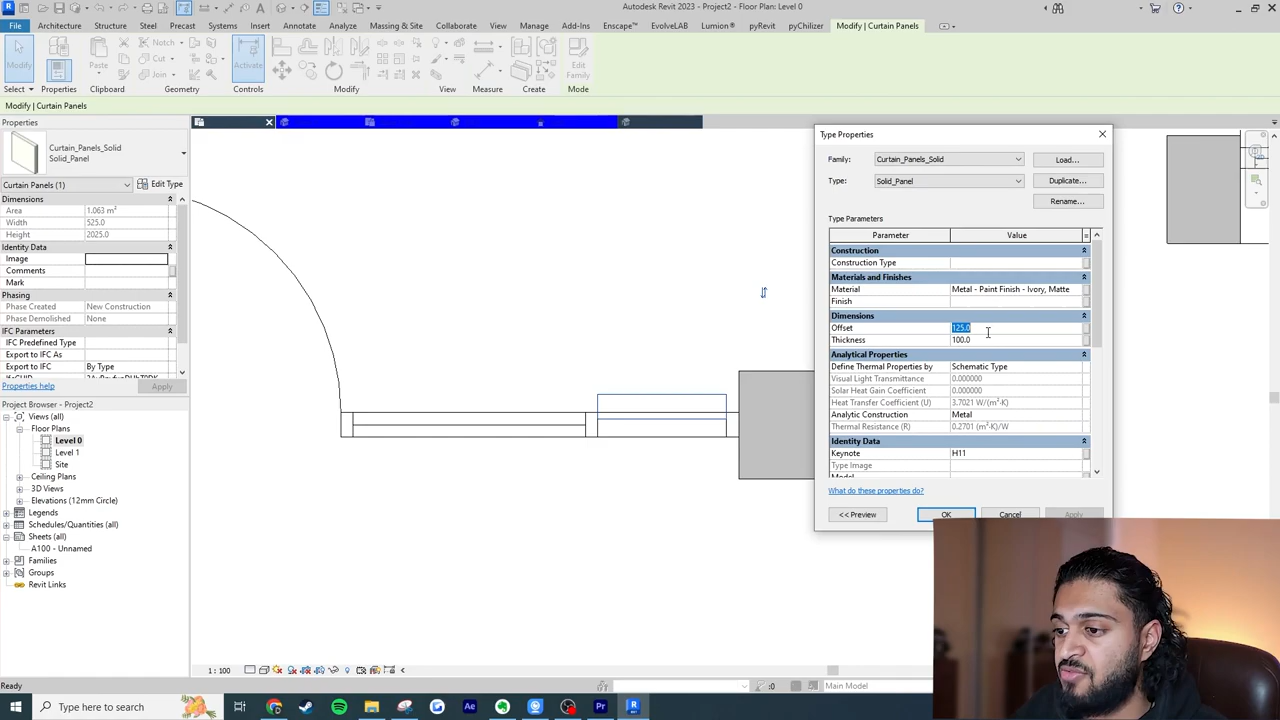 Autodesk Revit 2023 - Project2 - Floor Plan: Level 0
File Architecture Structure Steel Precast Systems Insert Annotate Analyze Massing & Site Collaborate View Manage Add-Ins Enscape™ EvolveLAB Lumion® pyRevit pyChilizer Modify | Curtain Panels
Modify Paste Notch Cut Join Activate Edit Family
Select Properties Clipboard Geometry Controls Modify View Measure Create Mode
Modify | Curtain Panels
Properties
Curtain_Panels_Solid
Solid_Panel
Curtain Panels (1) Edit Type
Dimensions
Area 1.063 m²
Width 525.0
Height 2025.0
Identity Data
Image
Comments
Mark
Phasing
Phase Created New Construction
Phase Demolished None
IFC Parameters
Export to IFC By Type
Export to IFC As
Export to IFC By Type
Properties help Apply
Project Browser - Project2
Views (all)
Floor Plans
Level 0
Level 1
Site
Ceiling Plans
3D Views
Elevations (12mm Circle)
Legends
Schedules/Quantities (all)
Sheets (all)
A100 - Unnamed
Families
Groups
Revit Links
Type Properties
Family: Curtain_Panels_Solid Load...
Type: Solid_Panel Duplicate...
Rename...
Type Parameters
Parameter Value =
Construction
Construction Type
Materials and Finishes
Material Metal - Paint Finish - Ivory, Matte
Finish
Dimensions
Offset 125.0
Thickness 100.0
Analytical Properties
Define Thermal Properties by Schematic Type
Visual Light Transmittance 0.000000
Solar Heat Gain Coefficient 0.000000
Heat Transfer Coefficient (U) 3.7021 W/(m²·K)
Analytic Construction Metal
Thermal Resistance (R) 0.2701 (m²·K)/W
Identity Data
Keynote H11
Type Image
What do these properties do?
<< Preview OK Cancel Apply
1 : 100
Ready :0 Main Model
Type here to search